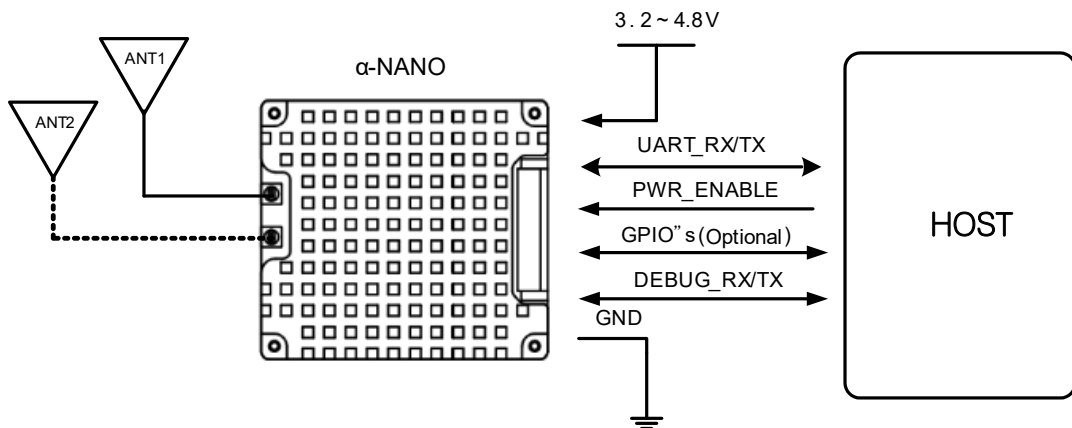 3.2~4.8V
ANT1
α-NANO
ANT2
UART_RX/TX
PWR_ENABLE
HOST
GPIO”s(Optional)
DEBUG_RX/TX
GND